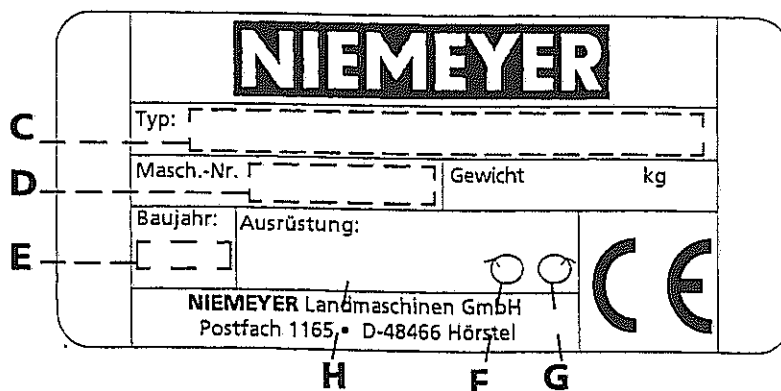 NIEMEYER
C Typ:
D Masch.-Nr. Gewicht kg
Baujahr: Ausrüstung:
E CE
NIEMEYER Landmaschinen GmbH
Postfach 1165 • D-48466 Hörstel
H F G